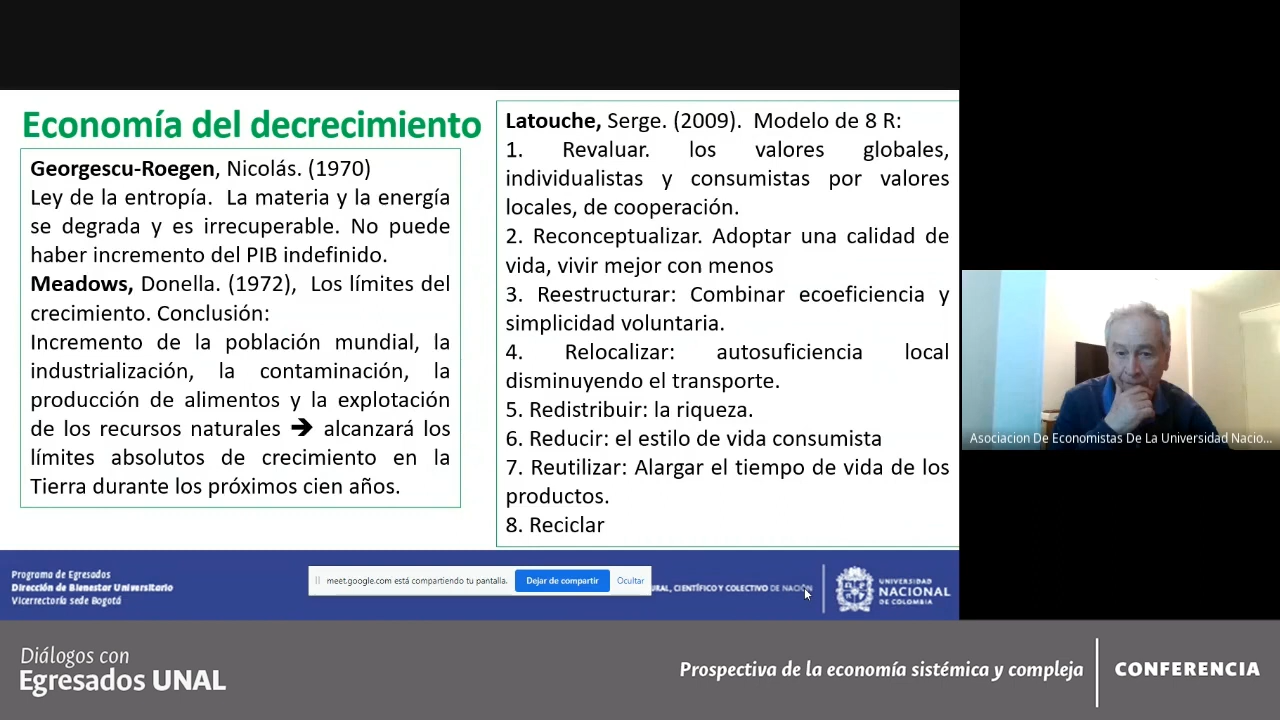 Economía del decrecimiento
Georgescu-Roegen, Nicolás. (1970)
Ley de la entropía. La materia y la energía
se degrada y es irrecuperable. No puede
haber incremento del PIB indefinido.
Meadows, Donella. (1972), Los límites del
crecimiento. Conclusión:
Incremento de la población mundial, la
industrialización, la contaminación, la
producción de alimentos y la explotación
de los recursos naturales ➔ alcanzará los
límites absolutos de crecimiento en la
Tierra durante los próximos cien años.
Latouche, Serge. (2009). Modelo de 8 R:
1. Revaluar. los valores globales,
individualistas y consumistas por valores
locales, de cooperación.
2. Reconceptualizar. Adoptar una calidad de
vida, vivir mejor con menos
3. Reestructurar: Combinar ecoeficiencia y
simplicidad voluntaria.
4. Relocalizar: autosuficiencia local
disminuyendo el transporte.
5. Redistribuir: la riqueza.
6. Reducir: el estilo de vida consumista
7. Reutilizar: Alargar el tiempo de vida de los
productos.
8. Reciclar
Asociacion De Economistas De La Universidad Nacio...
Programa de Egresados
Dirección de Bienestar Universitario
Vicerrectoría sede Bogotá
meet.google.com está compartiendo tu pantalla.
Dejar de compartir
Ocultar
CIENTÍFICO Y COLECTIVO DE NACIÓN
UNIVERSIDAD
NACIONAL
DE COLOMBIA
Diálogos con
Egresados UNAL
Prospectiva de la economía sistémica y compleja
CONFERENCIA